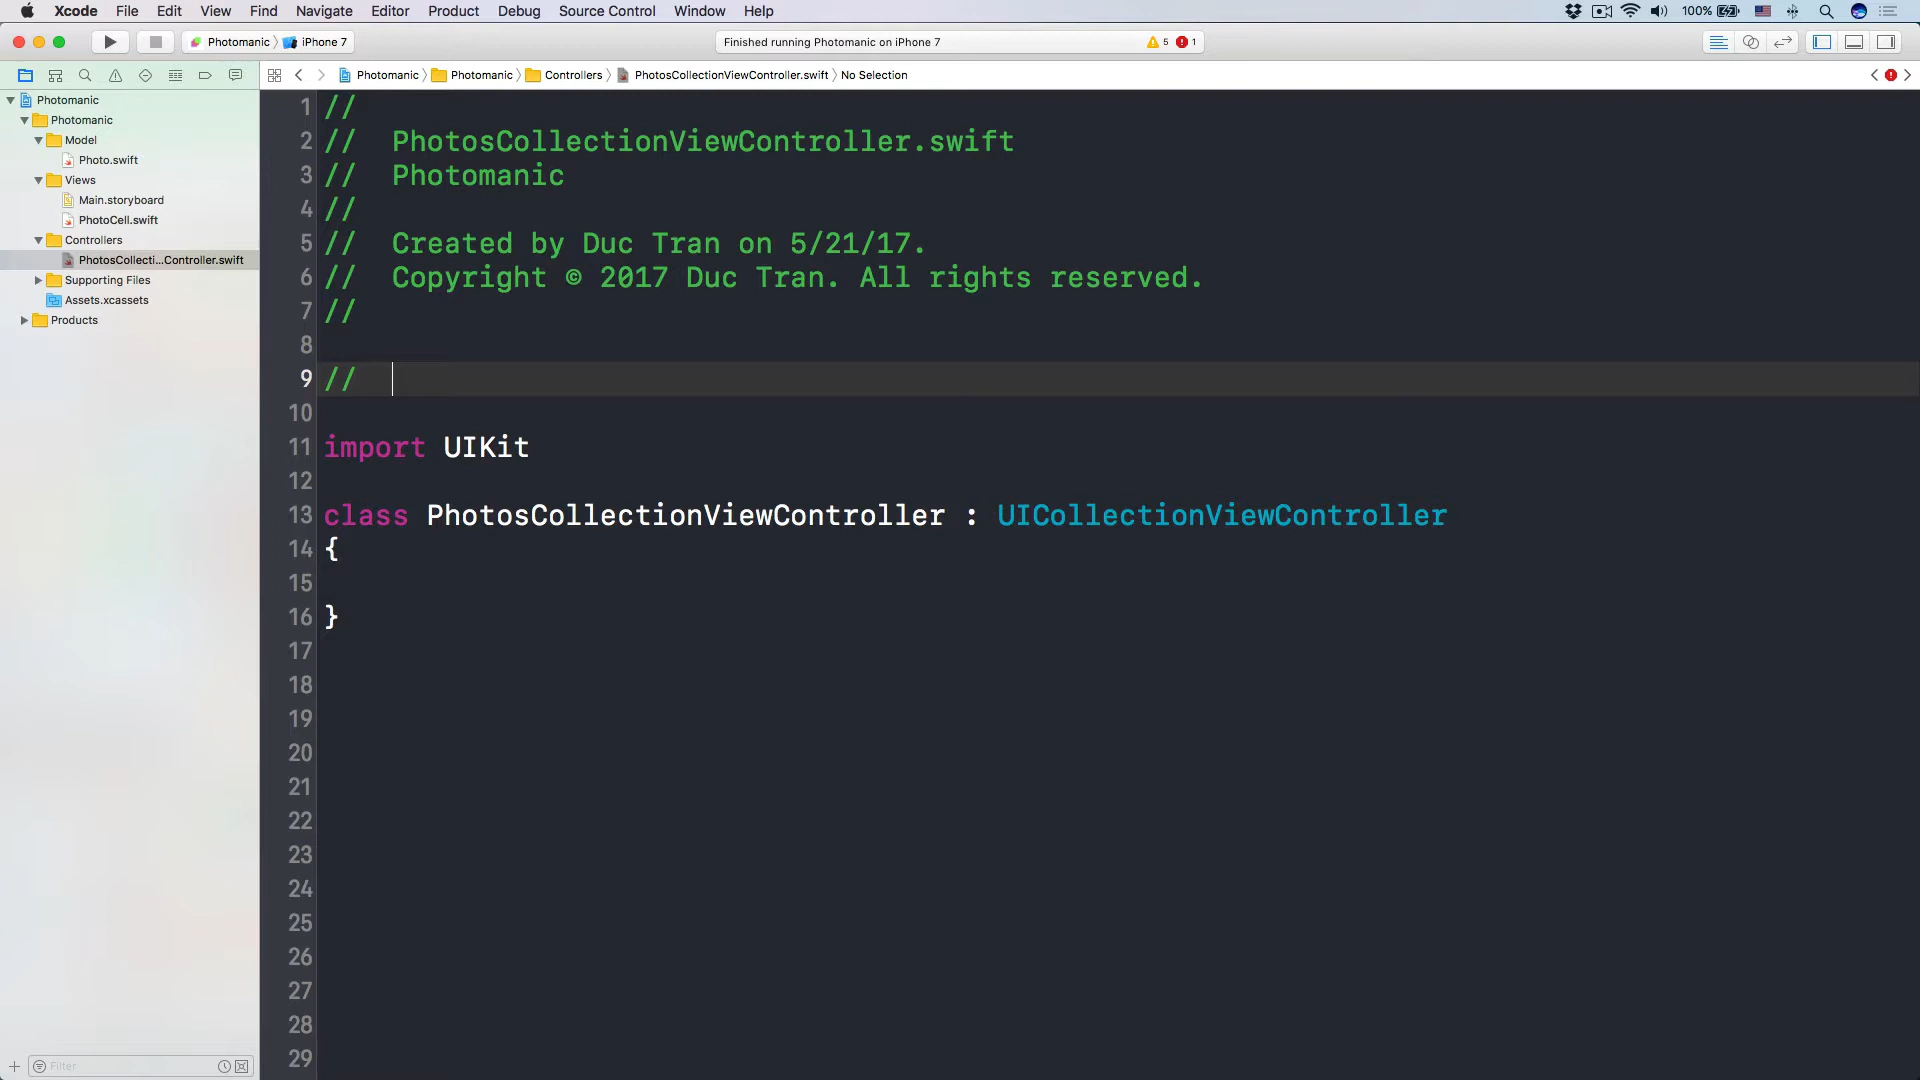 Xcode File Edit View Find Navigate Editor Product Debug Source Control Window Help 100%
Photomanic iPhone 7 Finished running Photomanic on iPhone 7 5 1
Photomanic Photomanic Controllers PhotosCollectionViewController.swift No Selection
Photomanic
Photomanic
Model
Photo.swift
Views
Main.storyboard
PhotoCell.swift
Controllers
PhotosCollecti...Controller.swift
Supporting Files
Assets.xcassets
Products
Filter
1 //
2 // PhotosCollectionViewController.swift
3 // Photomanic
4 //
5 // Created by Duc Tran on 5/21/17.
6 // Copyright © 2017 Duc Tran. All rights reserved.
7 //
8
9 //
10
11 import UIKit
12
13 class PhotosCollectionViewController : UICollectionViewController
14 {
15
16 }
17
18
19
20
21
22
23
24
25
26
27
28
29